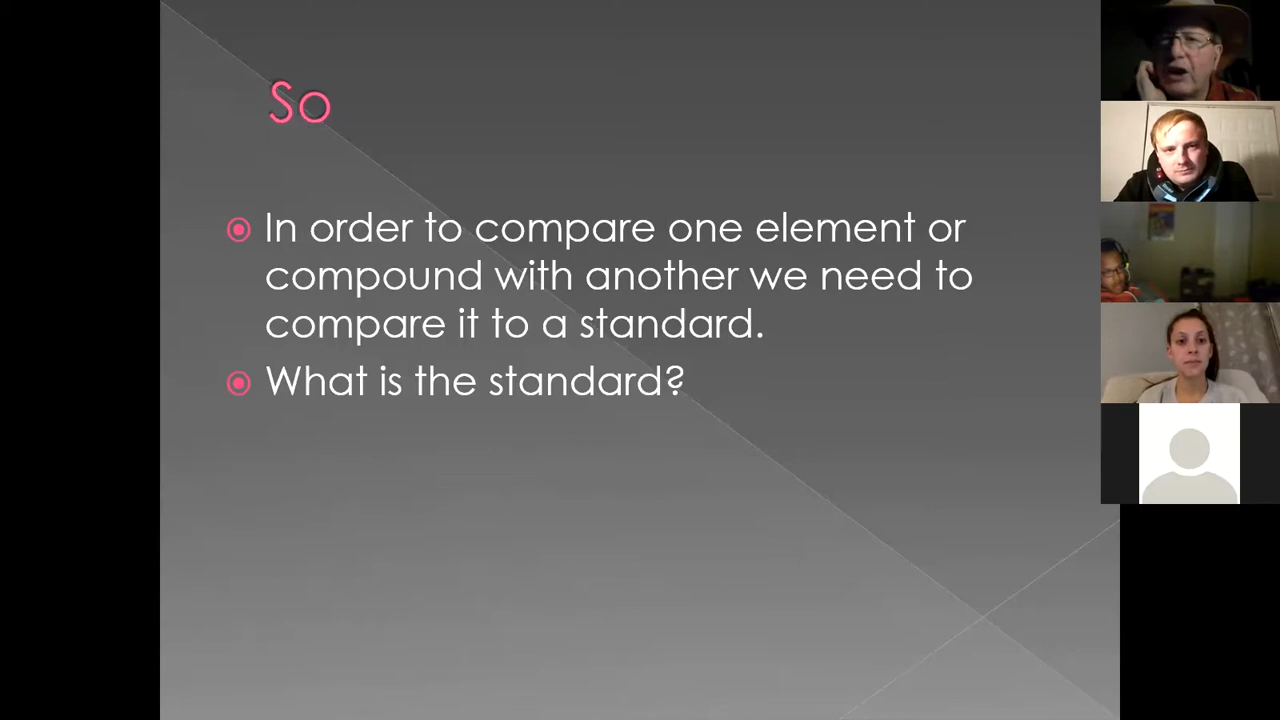 So
In order to compare one element or
compound with another we need to
compare it to a standard.
What is the standard?